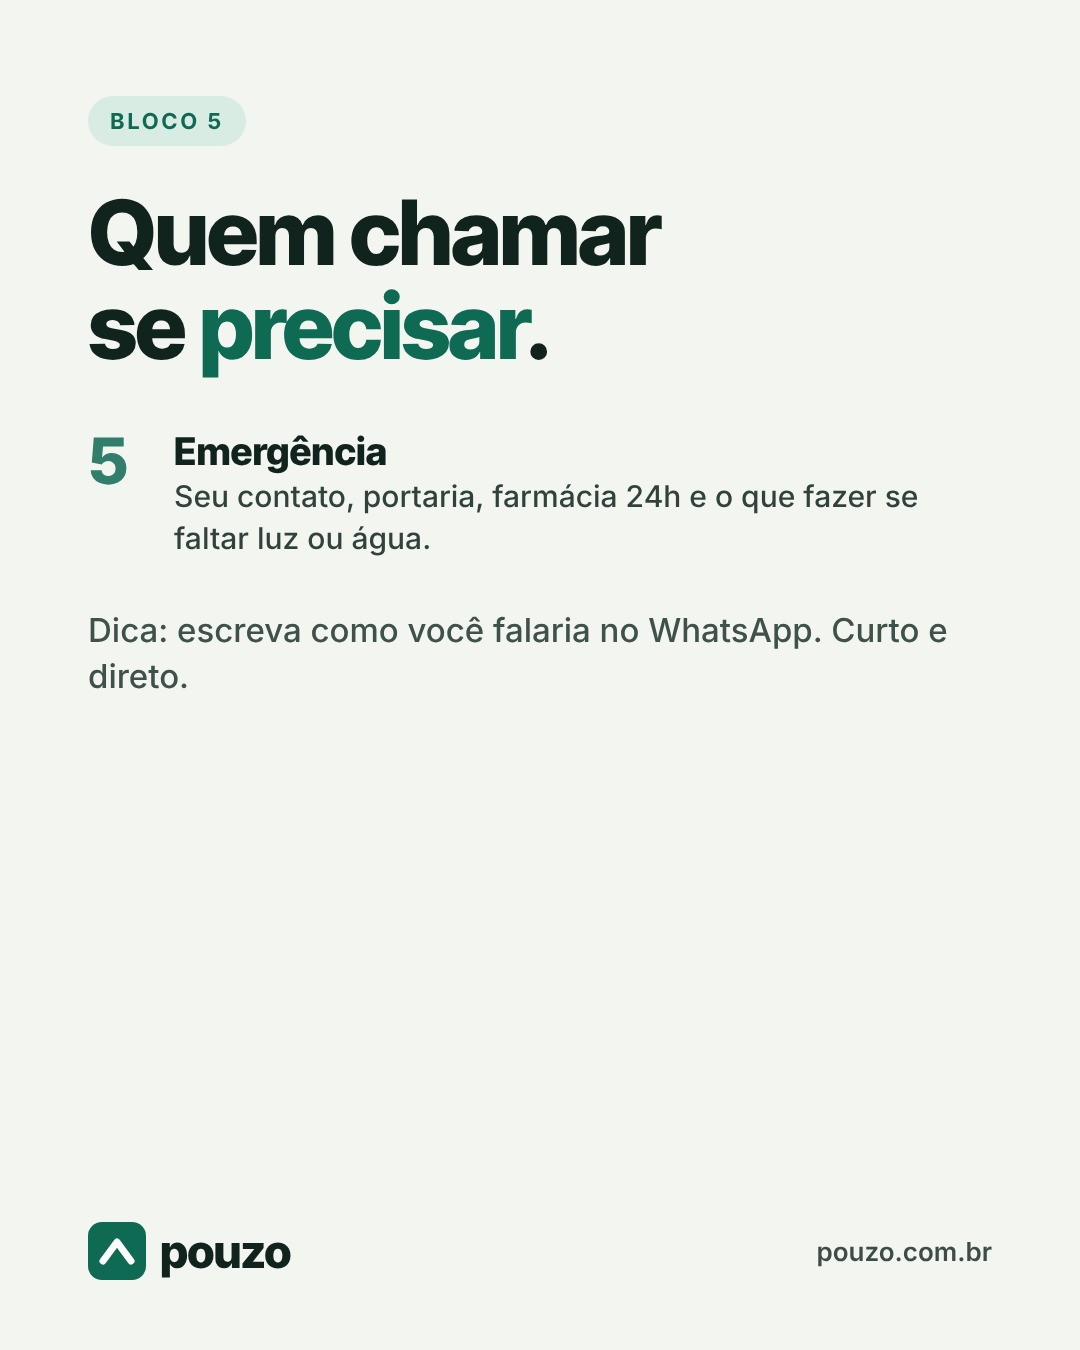 BLOCO 5
Quem chamar
se precisar.
5
Emergência
Seu contato, portaria, farmácia 24h e o que fazer se
faltar luz ou água.
Dica: escreva como você falaria no WhatsApp. Curto e
direto.
pouzo
pouzo.com.br